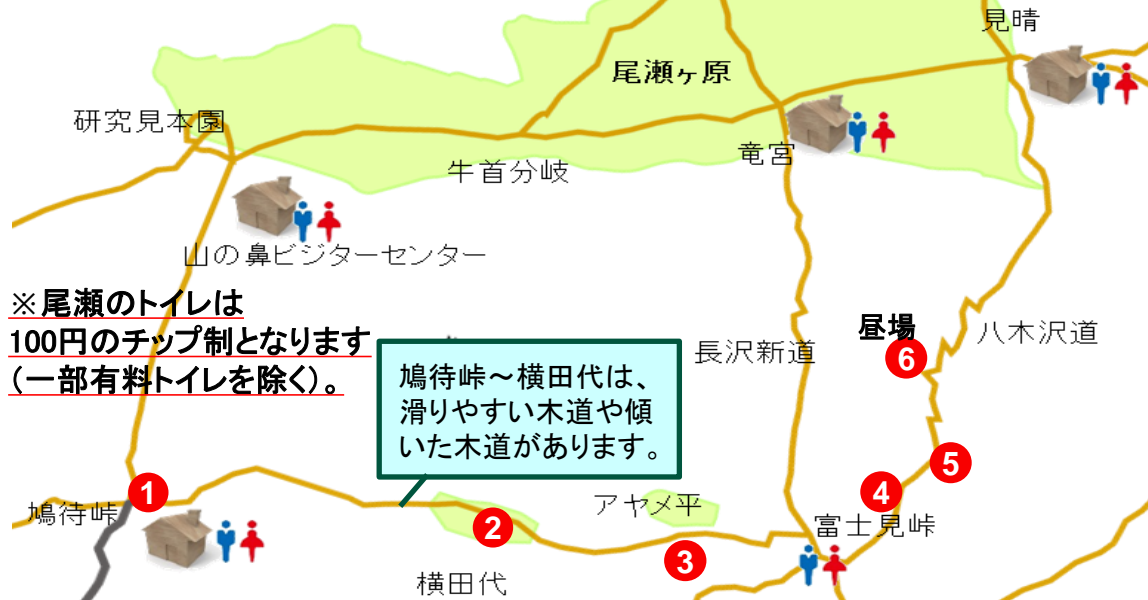 見晴
尾瀬ヶ原
研究見本園
竜宮
牛首分岐
山の鼻ビジターセンター
※尾瀬のトイレは
100円のチップ制となります
（一部有料トイレを除く）。
昼場
八木沢道
長沢新道
6
鳩待峠～横田代は、
滑りやすい木道や傾
いた木道があります。
5
1
4
アヤメ平
鳩待峠
2
富士見峠
3
横田代